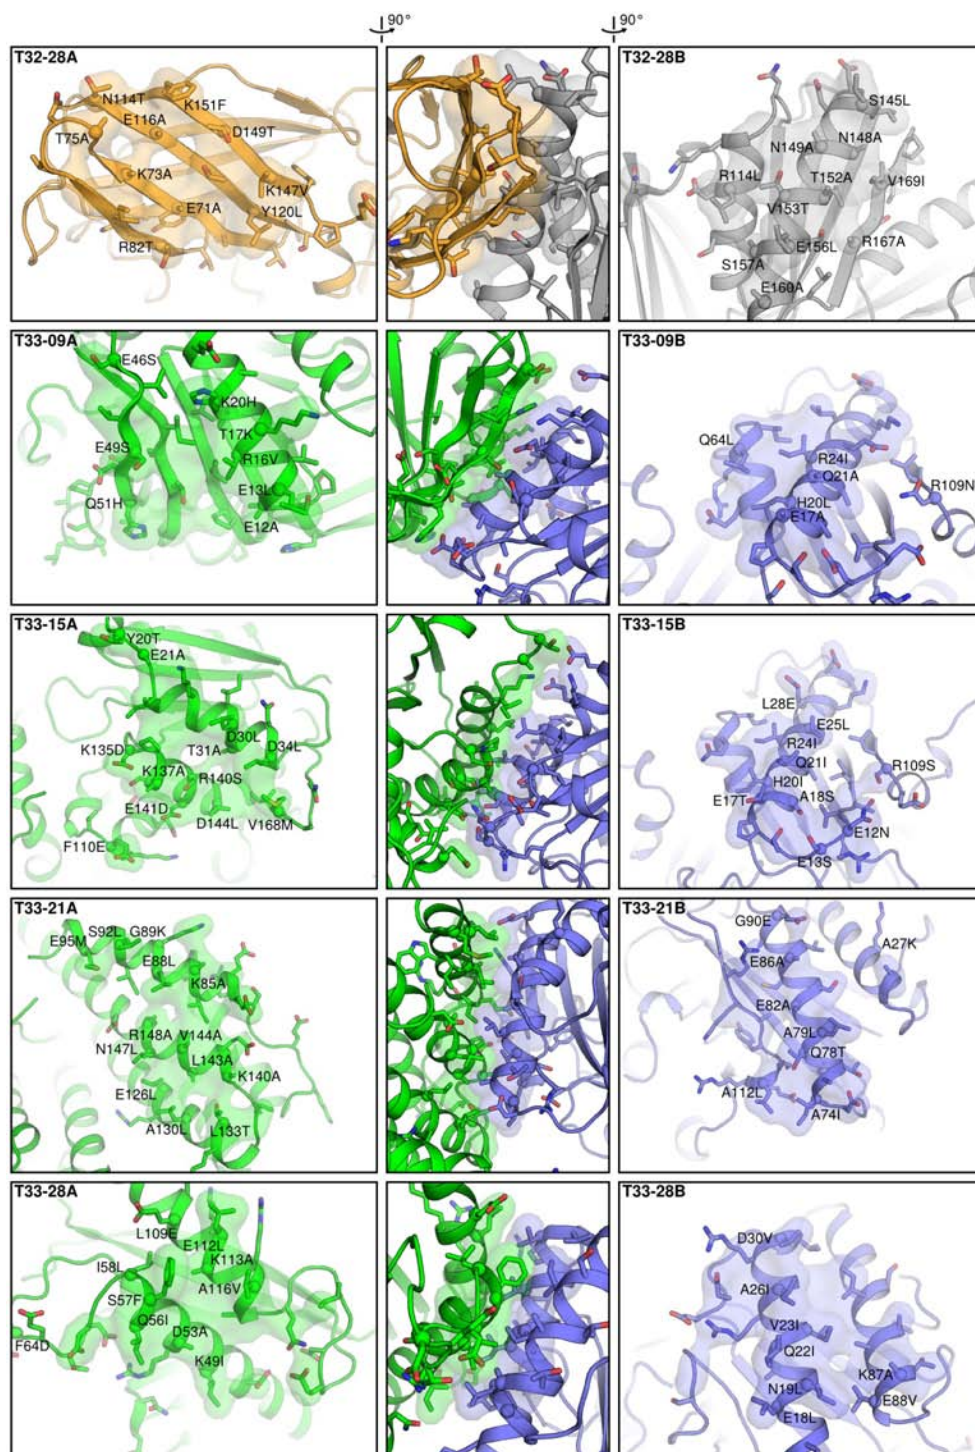 90° 90°
T32-28A
N114T
K151F
E116A
D149T
T75A
K73A
K147V
E71A
Y120L
R82T
T32-28B
S145L
N148A
N149A
R114L
T152A
V169I
V153T
E156L
R167A
S157A
E160A
T33-09A
E46S
K20H
T17K
E49S
R16V
E13L
Q51H
E12A
T33-09B
Q64L
R24I
Q21A
R109N
H20L
E17A
T33-15A
Y20T
E21A
D30L
T31A
D34L
K135D
K137A
R140S
E141D
D144L
V168M
F110E
T33-15B
L28E
E25L
R24I
Q21I
R109S
H20I
E17T
A18S
E12N
E13S
T33-21A
S92L
G89K
E95M
E88L
K85A
R148A
V144A
N147L
L143A
K140A
E126L
A130L
L133T
T33-21B
G90E
A27K
E86A
E82A
A79L
Q78T
A112L
A74I
T33-28A
L109E
E112L
K113A
I58L
A116V
S57F
Q56I
D53A
F64D
K49I
T33-28B
D30V
A26I
V23I
Q22I
K87A
N19L
E88V
E18L